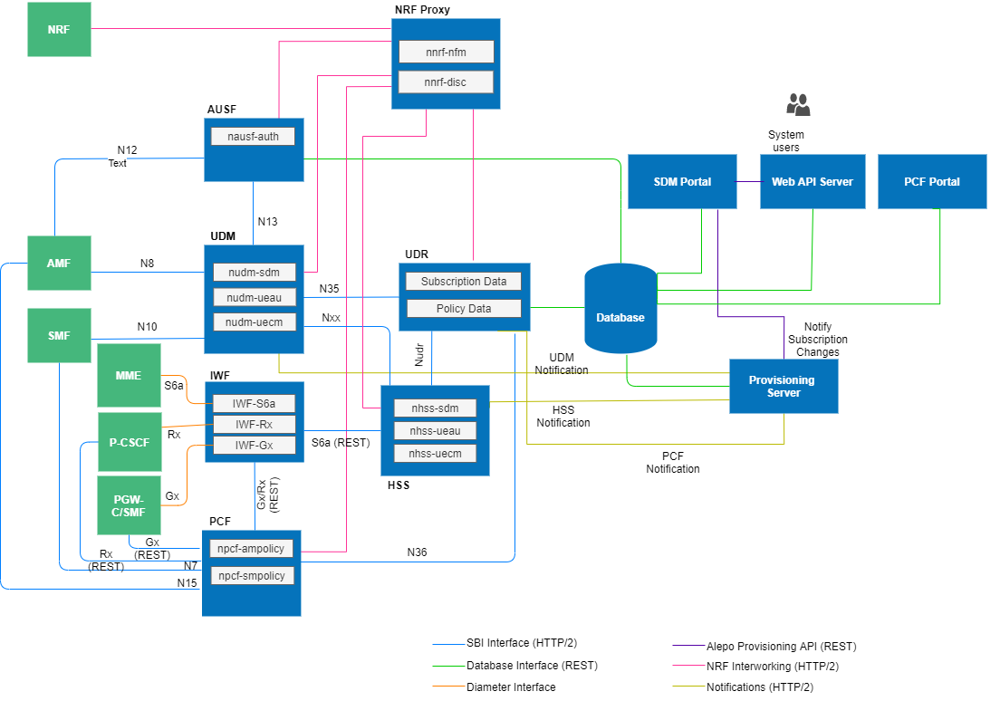 NRF Proxy
NRF
nnrf-nfm
nnrf-disc
AUSF
nausf-auth
N12
Text
System
users
SDM Portal
Web API Server
PCF Portal
N13
UDM
AMF
N8
nudm-sdm
nudm-ueau
nudm-uecm
UDR
Subscription Data
Policy Data
N35
Nxx
Database
SMF
N10
Nudr
Notify
Subscription
Changes
UDM
Notification
Provisioning
Server
MME
S6a
IWF
IWF-S6a
IWF-Rx
IWF-Gx
P-CSCF
Rx
S6a (REST)
nhss-sdm
nhss-ueau
nhss-uecm
HSS
HSS
Notification
PCF
Notification
PGW-
C/SMF
Gx
Gx/Rx
(REST)
PCF
npcf-ampolicy
npcf-smpolicy
N36
Gx
(REST)
Rx
(REST)
N7
N15
SBI Interface (HTTP/2)
Database Interface (REST)
Diameter Interface
Alepo Provisioning API (REST)
NRF Interworking (HTTP/2)
Notifications (HTTP/2)